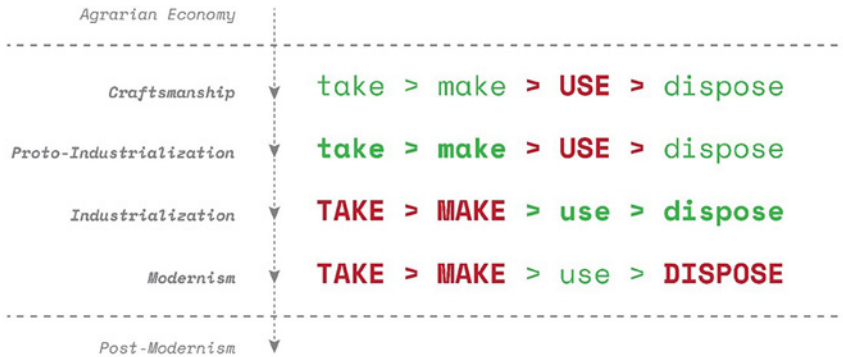 Agrarian Economy
Craftsmanship take > make > USE > dispose
Proto-Industrialization take > make > USE > dispose
Industrialization TAKE > MAKE > use > dispose
Modernism TAKE > MAKE > use > DISPOSE
Post-Modernism